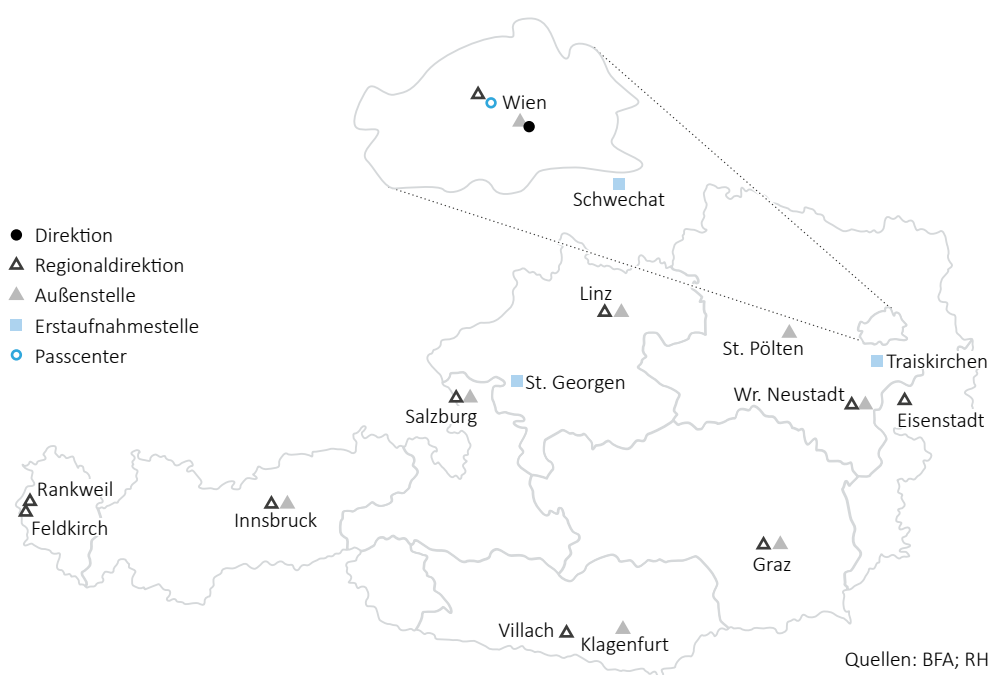 Wien
Schwechat
Direktion
Regionaldirektion
Außenstelle
Erstaufnahmestelle
Passcenter
Linz
St. Pölten
Traiskirchen
St. Georgen
Wr. Neustadt
Salzburg
Eisenstadt
Rankweil
Feldkirch
Innsbruck
Graz
Villach
Klagenfurt
Quellen: BFA; RH